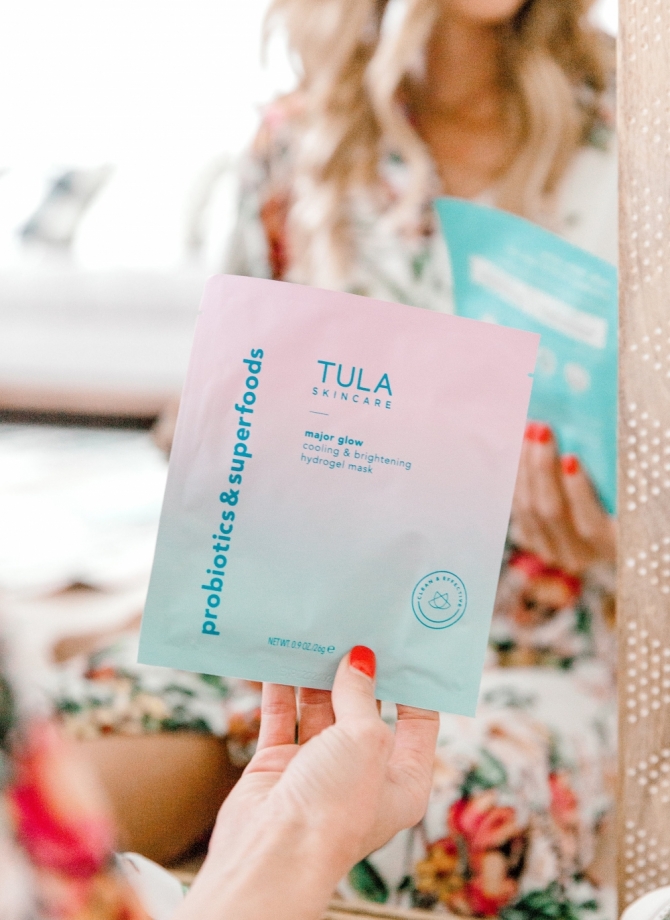 probiotics & superfoods
TULA
SKINCARE
major glow
cooling & brightening
hydrogel mask
CLEAN & EFFECTIVE
NET WT. 0.9 OZ./26g ℮